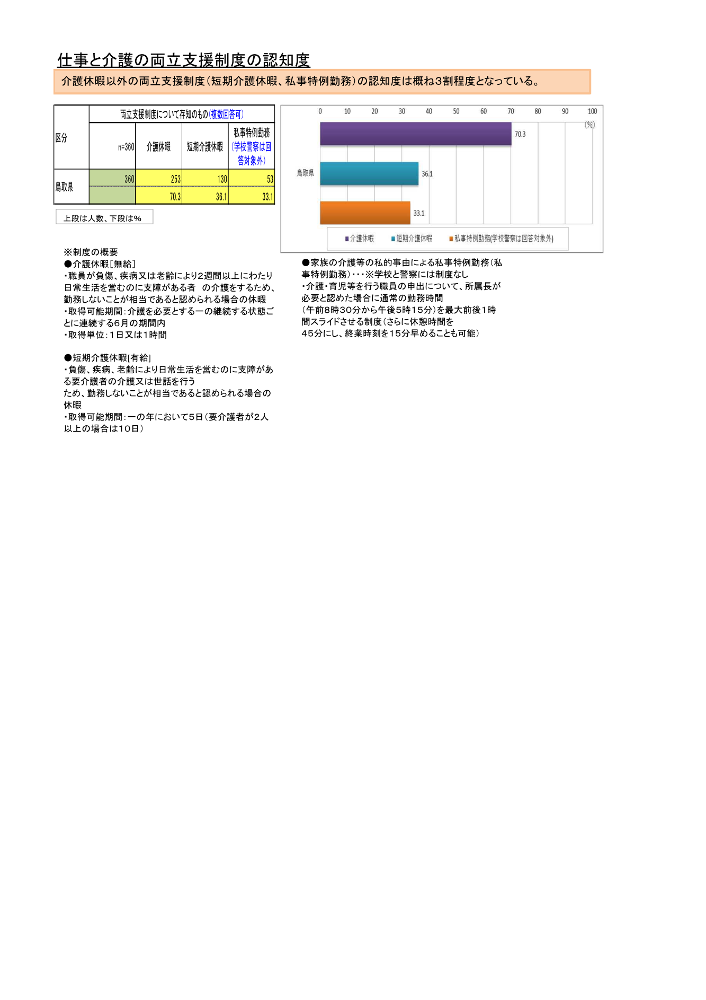 仕事と介護の両立支援制度の認知度
介護休暇以外の両立支援制度（短期介護休暇、私事特例勤務）の認知度は概ね３割程度となっている。
区分
両立支援制度について存知のもの（複数回答可）
n=360
介護休暇
短期介護休暇
私事特例勤務
（学校警察は回
答対象外）
鳥取県
360
253
130
53
70.3
36.1
33.1
上段は人数、下段は％
0
10
20
30
40
50
60
70
80
90
100
(%)
70.3
鳥取県
36.1
33.1
介護休暇
短期介護休暇
私事特例勤務(学校警察は回答対象外)
※制度の概要
●介護休暇［無給］
・職員が負傷、疾病又は老齢により２週間以上にわたり
日常生活を営むのに支障がある者　の介護をするため、
勤務しないことが相当であると認められる場合の休暇
・取得可能期間：介護を必要とする一の継続する状態ご
とに連続する６月の期間内
・取得単位：１日又は１時間
●短期介護休暇[有給]
・負傷、疾病、老齢により日常生活を営むのに支障があ
る要介護者の介護又は世話を行う
ため、勤務しないことが相当であると認められる場合の
休暇
・取得可能期間：一の年において５日（要介護者が２人
以上の場合は１０日）
●家族の介護等の私的事由による私事特例勤務（私
事特例勤務）・・・※学校と警察には制度なし
・介護・育児等を行う職員の申出について、所属長が
必要と認めた場合に通常の勤務時間
（午前８時３０分から午後５時１５分）を最大前後１時
間スライドさせる制度（さらに休憩時間を
４５分にし、終業時刻を１５分早めることも可能）